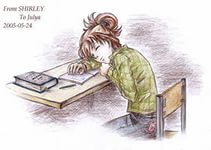 From SHIRLEY
To Julya
2005-05-24